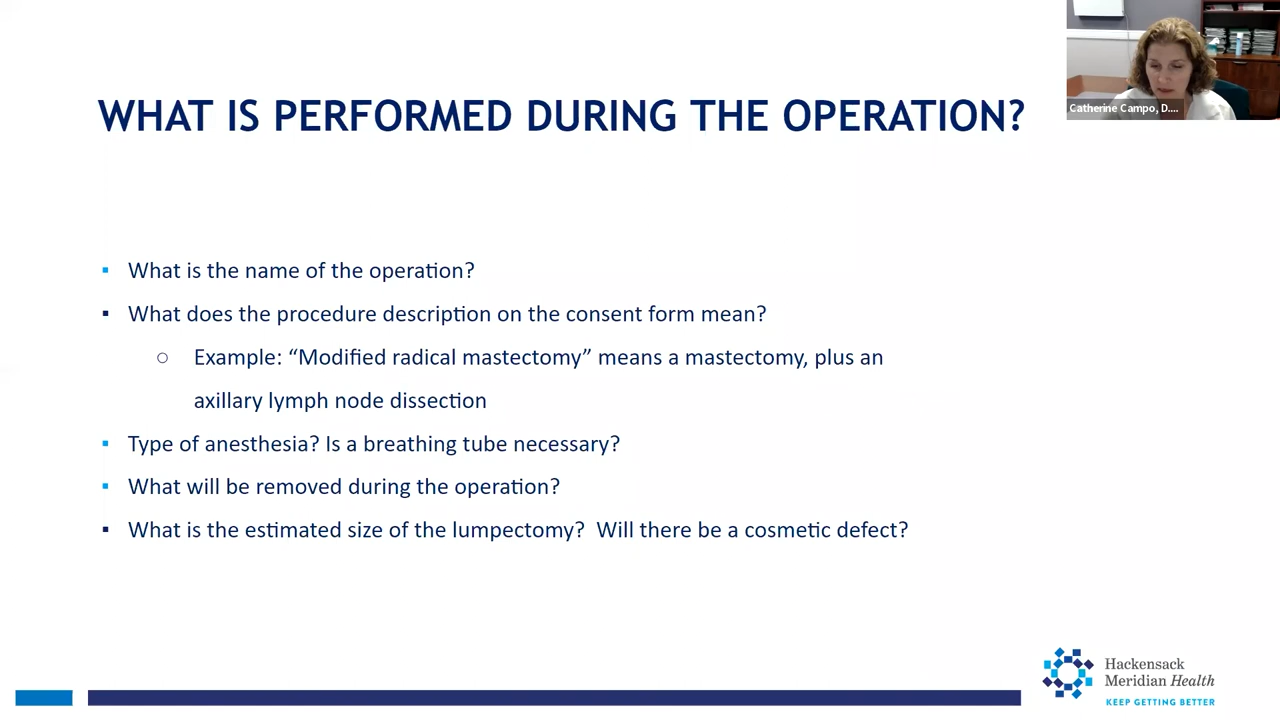 Catherine Campo, D....
WHAT IS PERFORMED DURING THE OPERATION?
▪ What is the name of the operation?
▪ What does the procedure description on the consent form mean?
○ Example: “Modified radical mastectomy” means a mastectomy, plus an
axillary lymph node dissection
▪ Type of anesthesia? Is a breathing tube necessary?
▪ What will be removed during the operation?
▪ What is the estimated size of the lumpectomy?  Will there be a cosmetic defect?
Hackensack
Meridian Health
KEEP GETTING BETTER